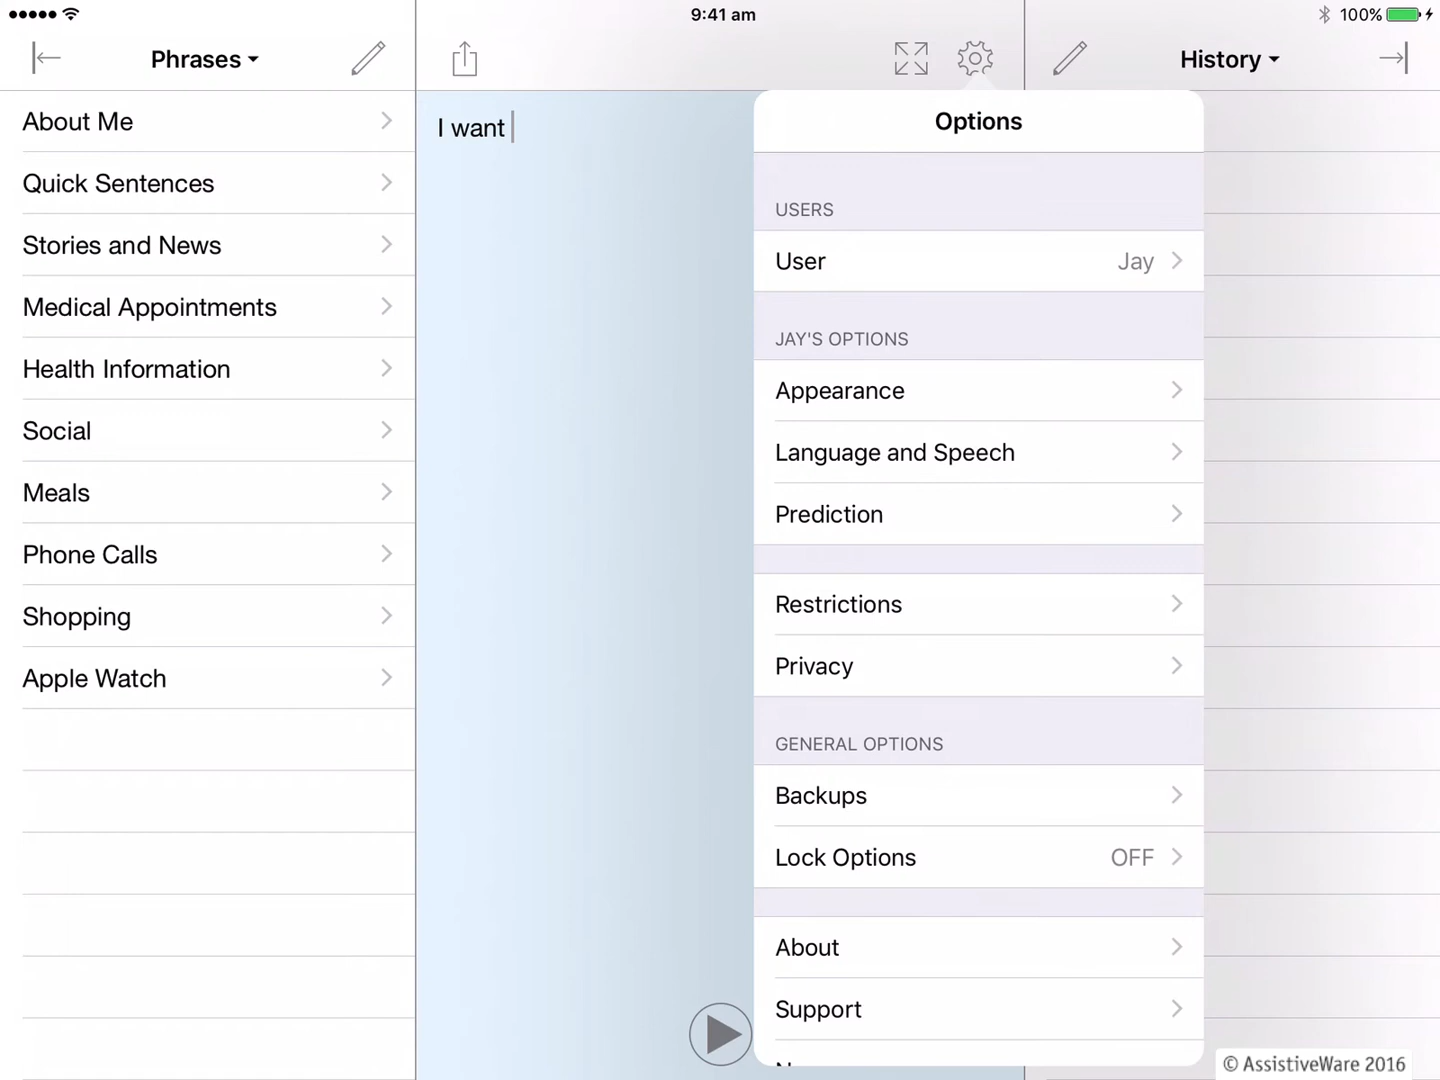 9:41 am
100%
Phrases
History
About Me
Quick Sentences
Stories and News
Medical Appointments
Health Information
Social
Meals
Phone Calls
Shopping
Apple Watch
I want
Options
USERS
User Jay
JAY'S OPTIONS
Appearance
Language and Speech
Prediction
Restrictions
Privacy
GENERAL OPTIONS
Backups
Lock Options OFF
About
Support
© AssistiveWare 2016